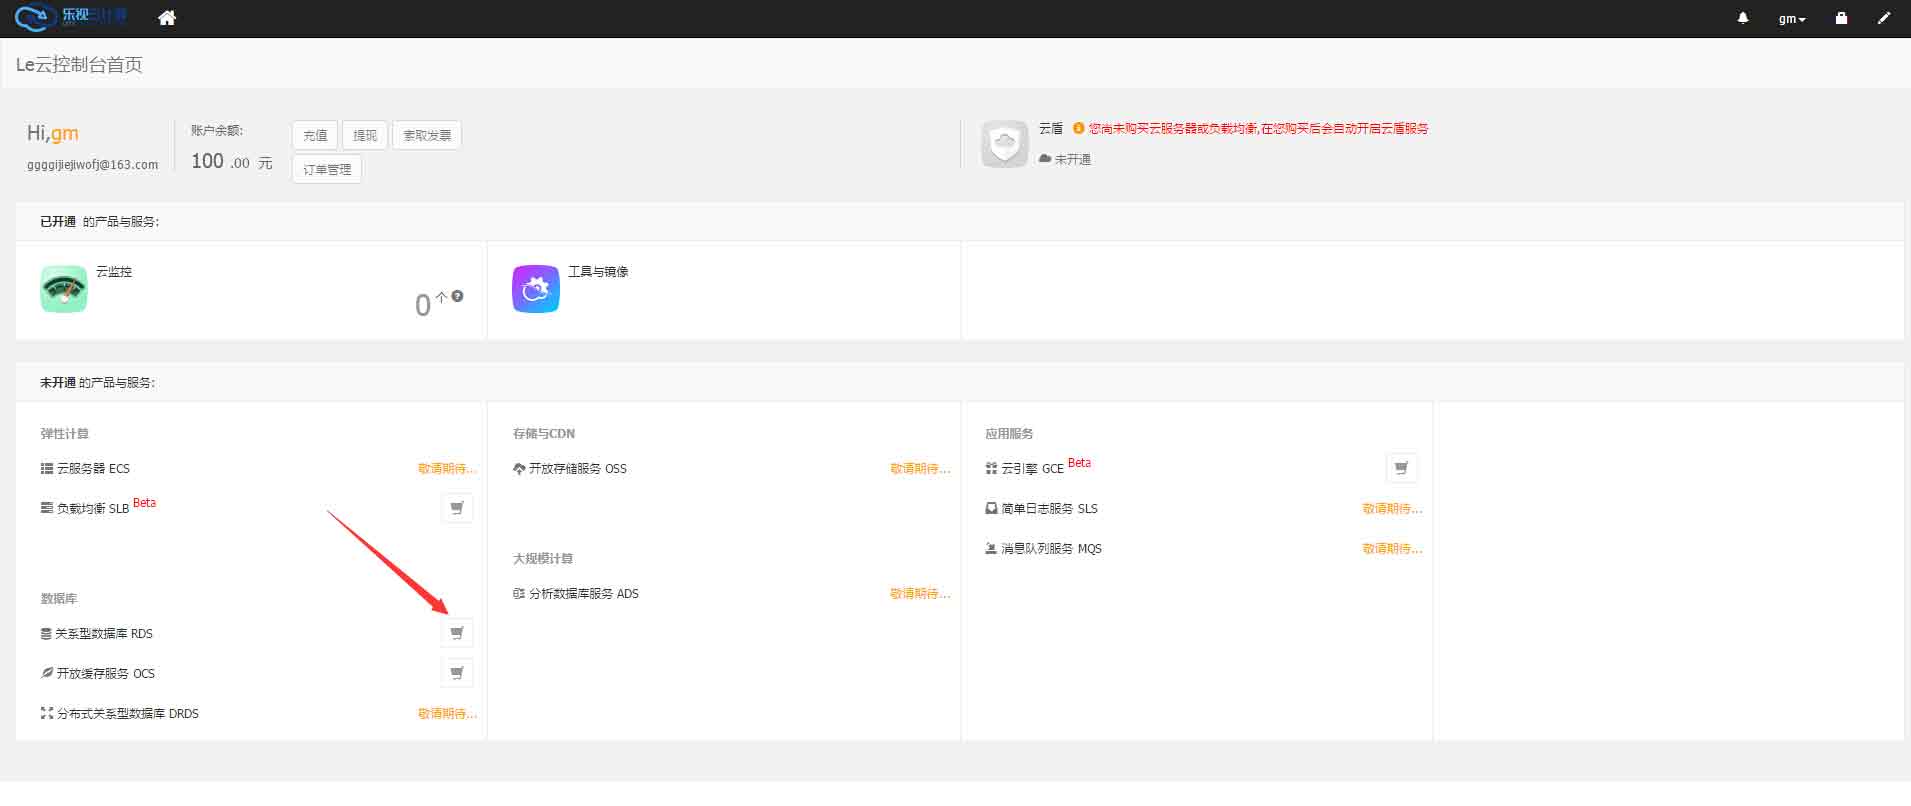 乐视云计算
gm
Le云控制台首页
Hi,gm
ggggijiejiwofj@163.com
账户余额:
100 .00 元
充值 提现 索取发票
订单管理
云盾 您尚未购买云服务器或负载均衡,在您购买后会自动开启云盾服务
未开通
已开通 的产品与服务:
云监控
0个
工具与镜像
未开通 的产品与服务:
弹性计算
云服务器 ECS 敬请期待...
负载均衡 SLB Beta
数据库
关系型数据库 RDS
开放缓存服务 OCS
分布式关系型数据库 DRDS 敬请期待...
存储与CDN
开放存储服务 OSS 敬请期待...
大规模计算
分析数据库服务 ADS 敬请期待...
应用服务
云引擎 GCE Beta
简单日志服务 SLS 敬请期待...
消息队列服务 MQS 敬请期待...